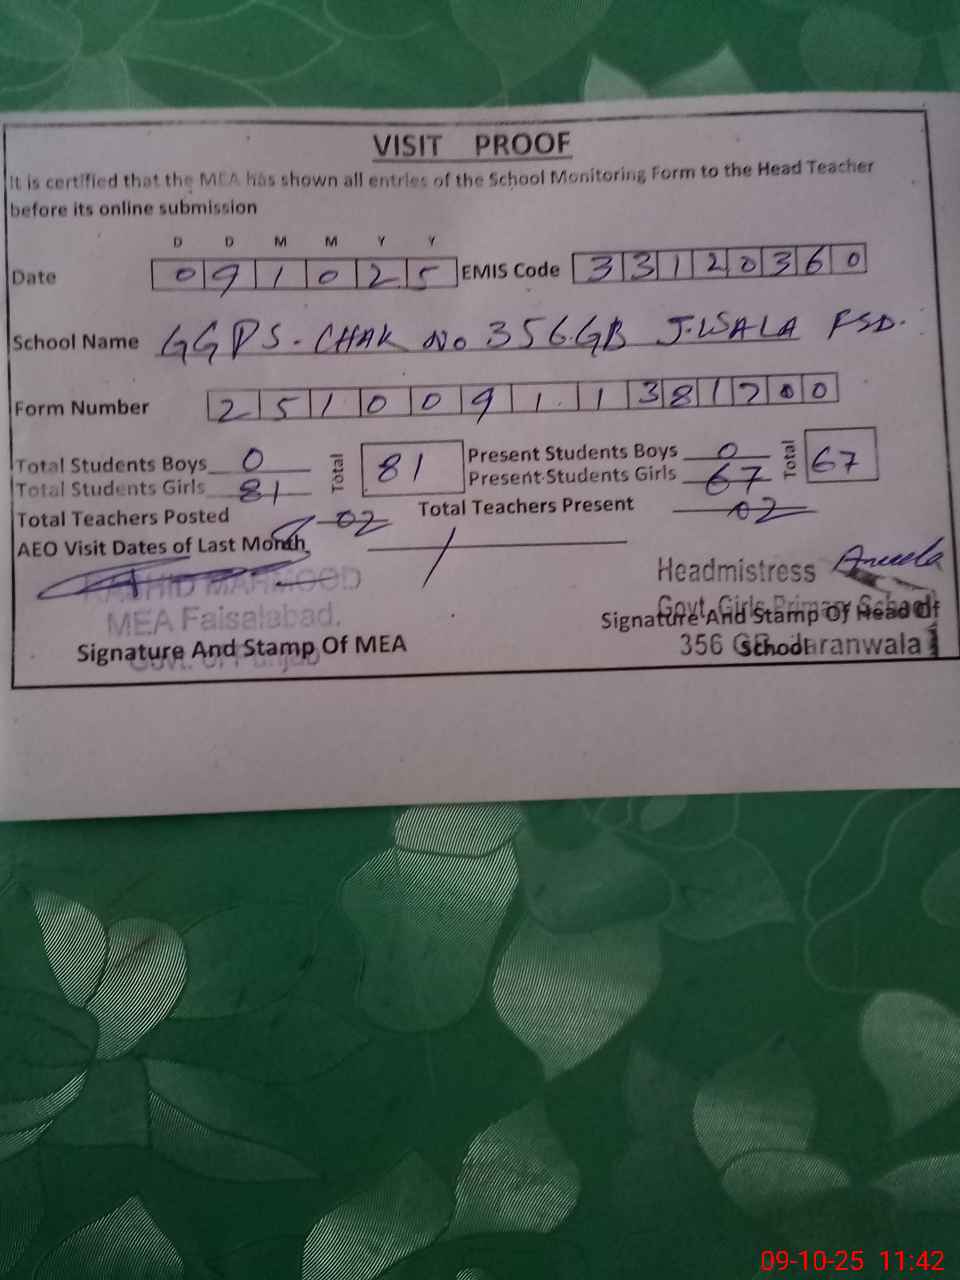 VISIT PROOF
It is certified that the MEA has shown all entries of the School Monitoring Form to the Head Teacher
before its online submission
D D M M Y Y
Date 0 9 1 0 2 5 EMIS Code 3 3 1 2 0 3 6 0
School Name GGPS. CHAK No 356.GB J.WALA FSD.
Form Number 2 5 1 0 0 9 1 1 3 8 1 7 0 0
Total Students Boys 0 Total 81 Present Students Boys 0 Total 67
Total Students Girls 81 Present Students Girls 67
Total Teachers Posted 02 Total Teachers Present 02
AEO Visit Dates of Last Month
RASHID MAHMOOD Headmistress
MEA Faisalabad. Govt. Girls Primary School
Signature And Stamp Of MEA Signature And Stamp Of Head Of School
Govt. Of Punjab 356 GB Jaranwala
09-10-25 11:42